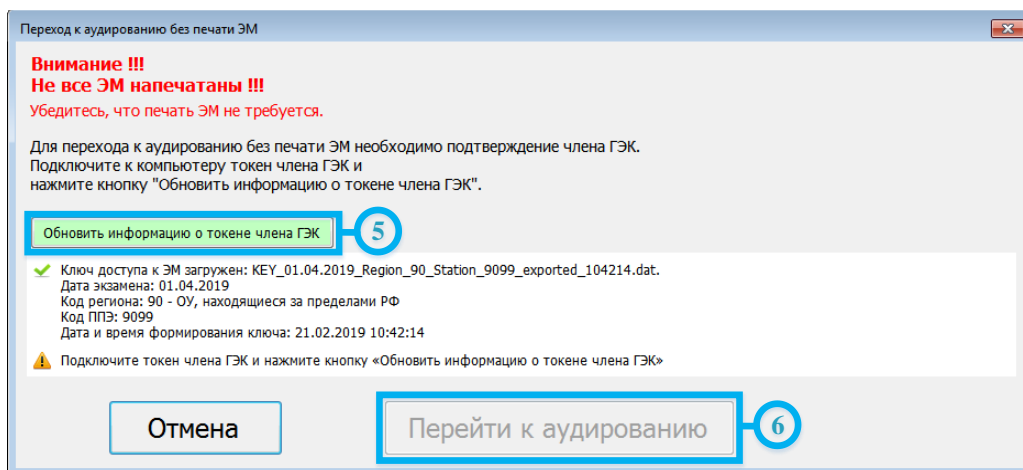 Переход к аудированию без печати ЭМ
Внимание !!!
Не все ЭМ напечатаны !!!
Убедитесь, что печать ЭМ не требуется.
Для перехода к аудированию без печати ЭМ необходимо подтверждение члена ГЭК.
Подключите к компьютеру токен члена ГЭК и
нажмите кнопку "Обновить информацию о токене члена ГЭК".
Обновить информацию о токене члена ГЭК
5
Ключ доступа к ЭМ загружен: KEY_01.04.2019_Region_90_Station_9099_exported_104214.dat.
Дата экзамена: 01.04.2019
Код региона: 90 - ОУ, находящиеся за пределами РФ
Код ППЭ: 9099
Дата и время формирования ключа: 21.02.2019 10:42:14
Подключите токен члена ГЭК и нажмите кнопку «Обновить информацию о токене члена ГЭК»
Отмена
Перейти к аудированию
6